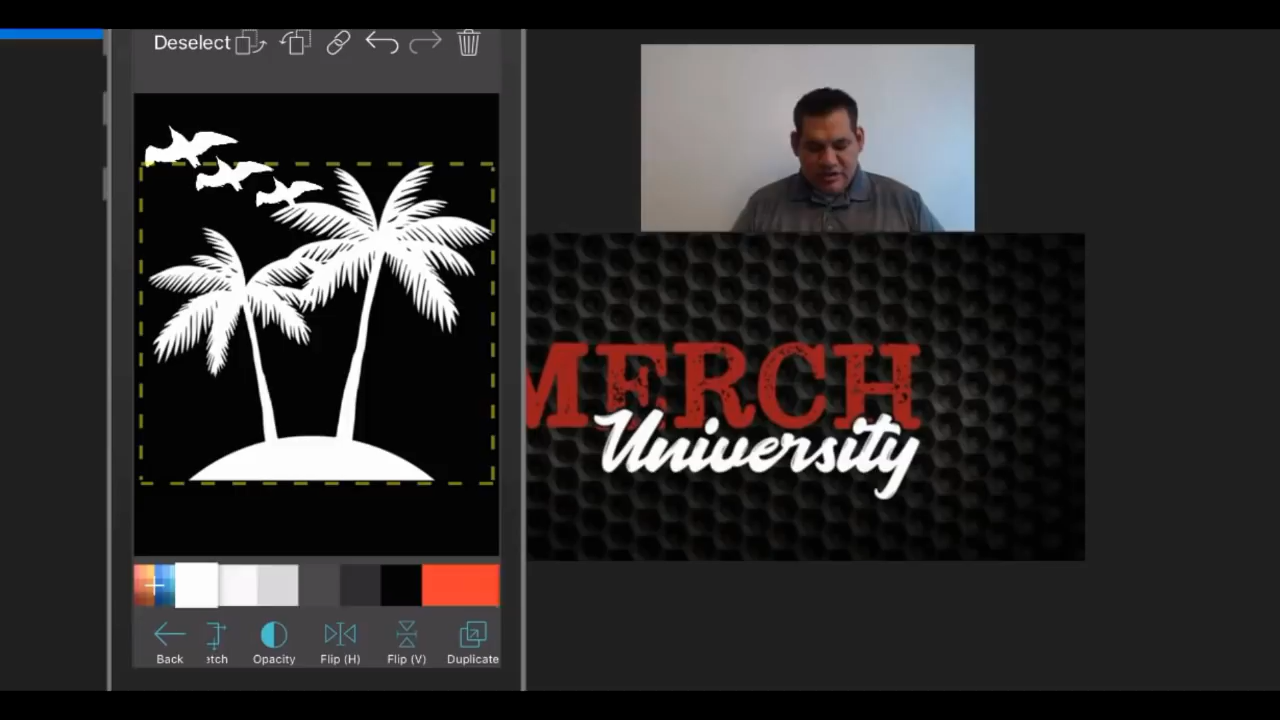 Deselect
MERCH
University
Back
etch
Opacity
Flip (H)
Flip (V)
Duplicate